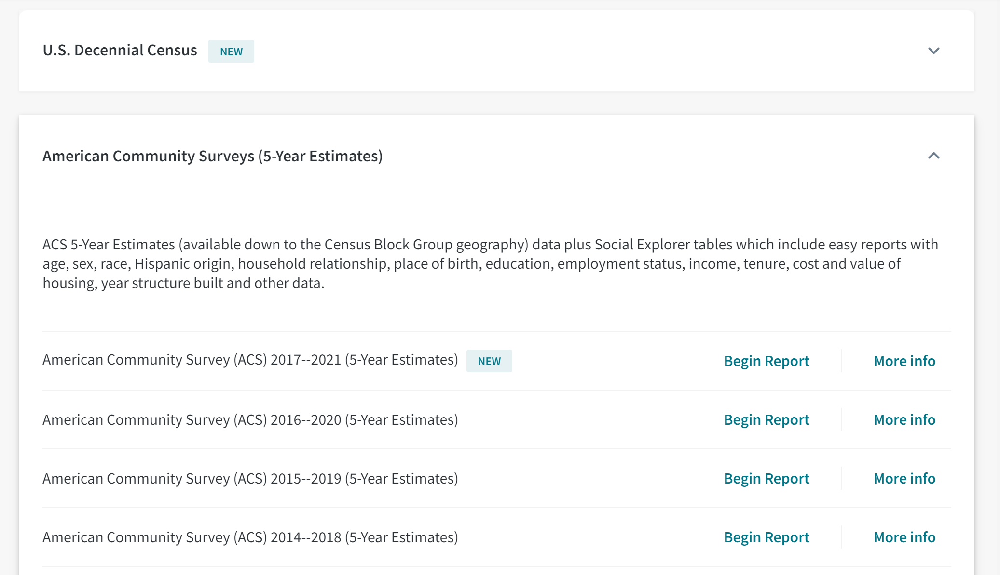 U.S. Decennial Census NEW
American Community Surveys (5-Year Estimates)
ACS 5-Year Estimates (available down to the Census Block Group geography) data plus Social Explorer tables which include easy reports with
age, sex, race, Hispanic origin, household relationship, place of birth, education, employment status, income, tenure, cost and value of
housing, year structure built and other data.
American Community Survey (ACS) 2017--2021 (5-Year Estimates) NEW Begin Report More info
American Community Survey (ACS) 2016--2020 (5-Year Estimates) Begin Report More info
American Community Survey (ACS) 2015--2019 (5-Year Estimates) Begin Report More info
American Community Survey (ACS) 2014--2018 (5-Year Estimates) Begin Report More info